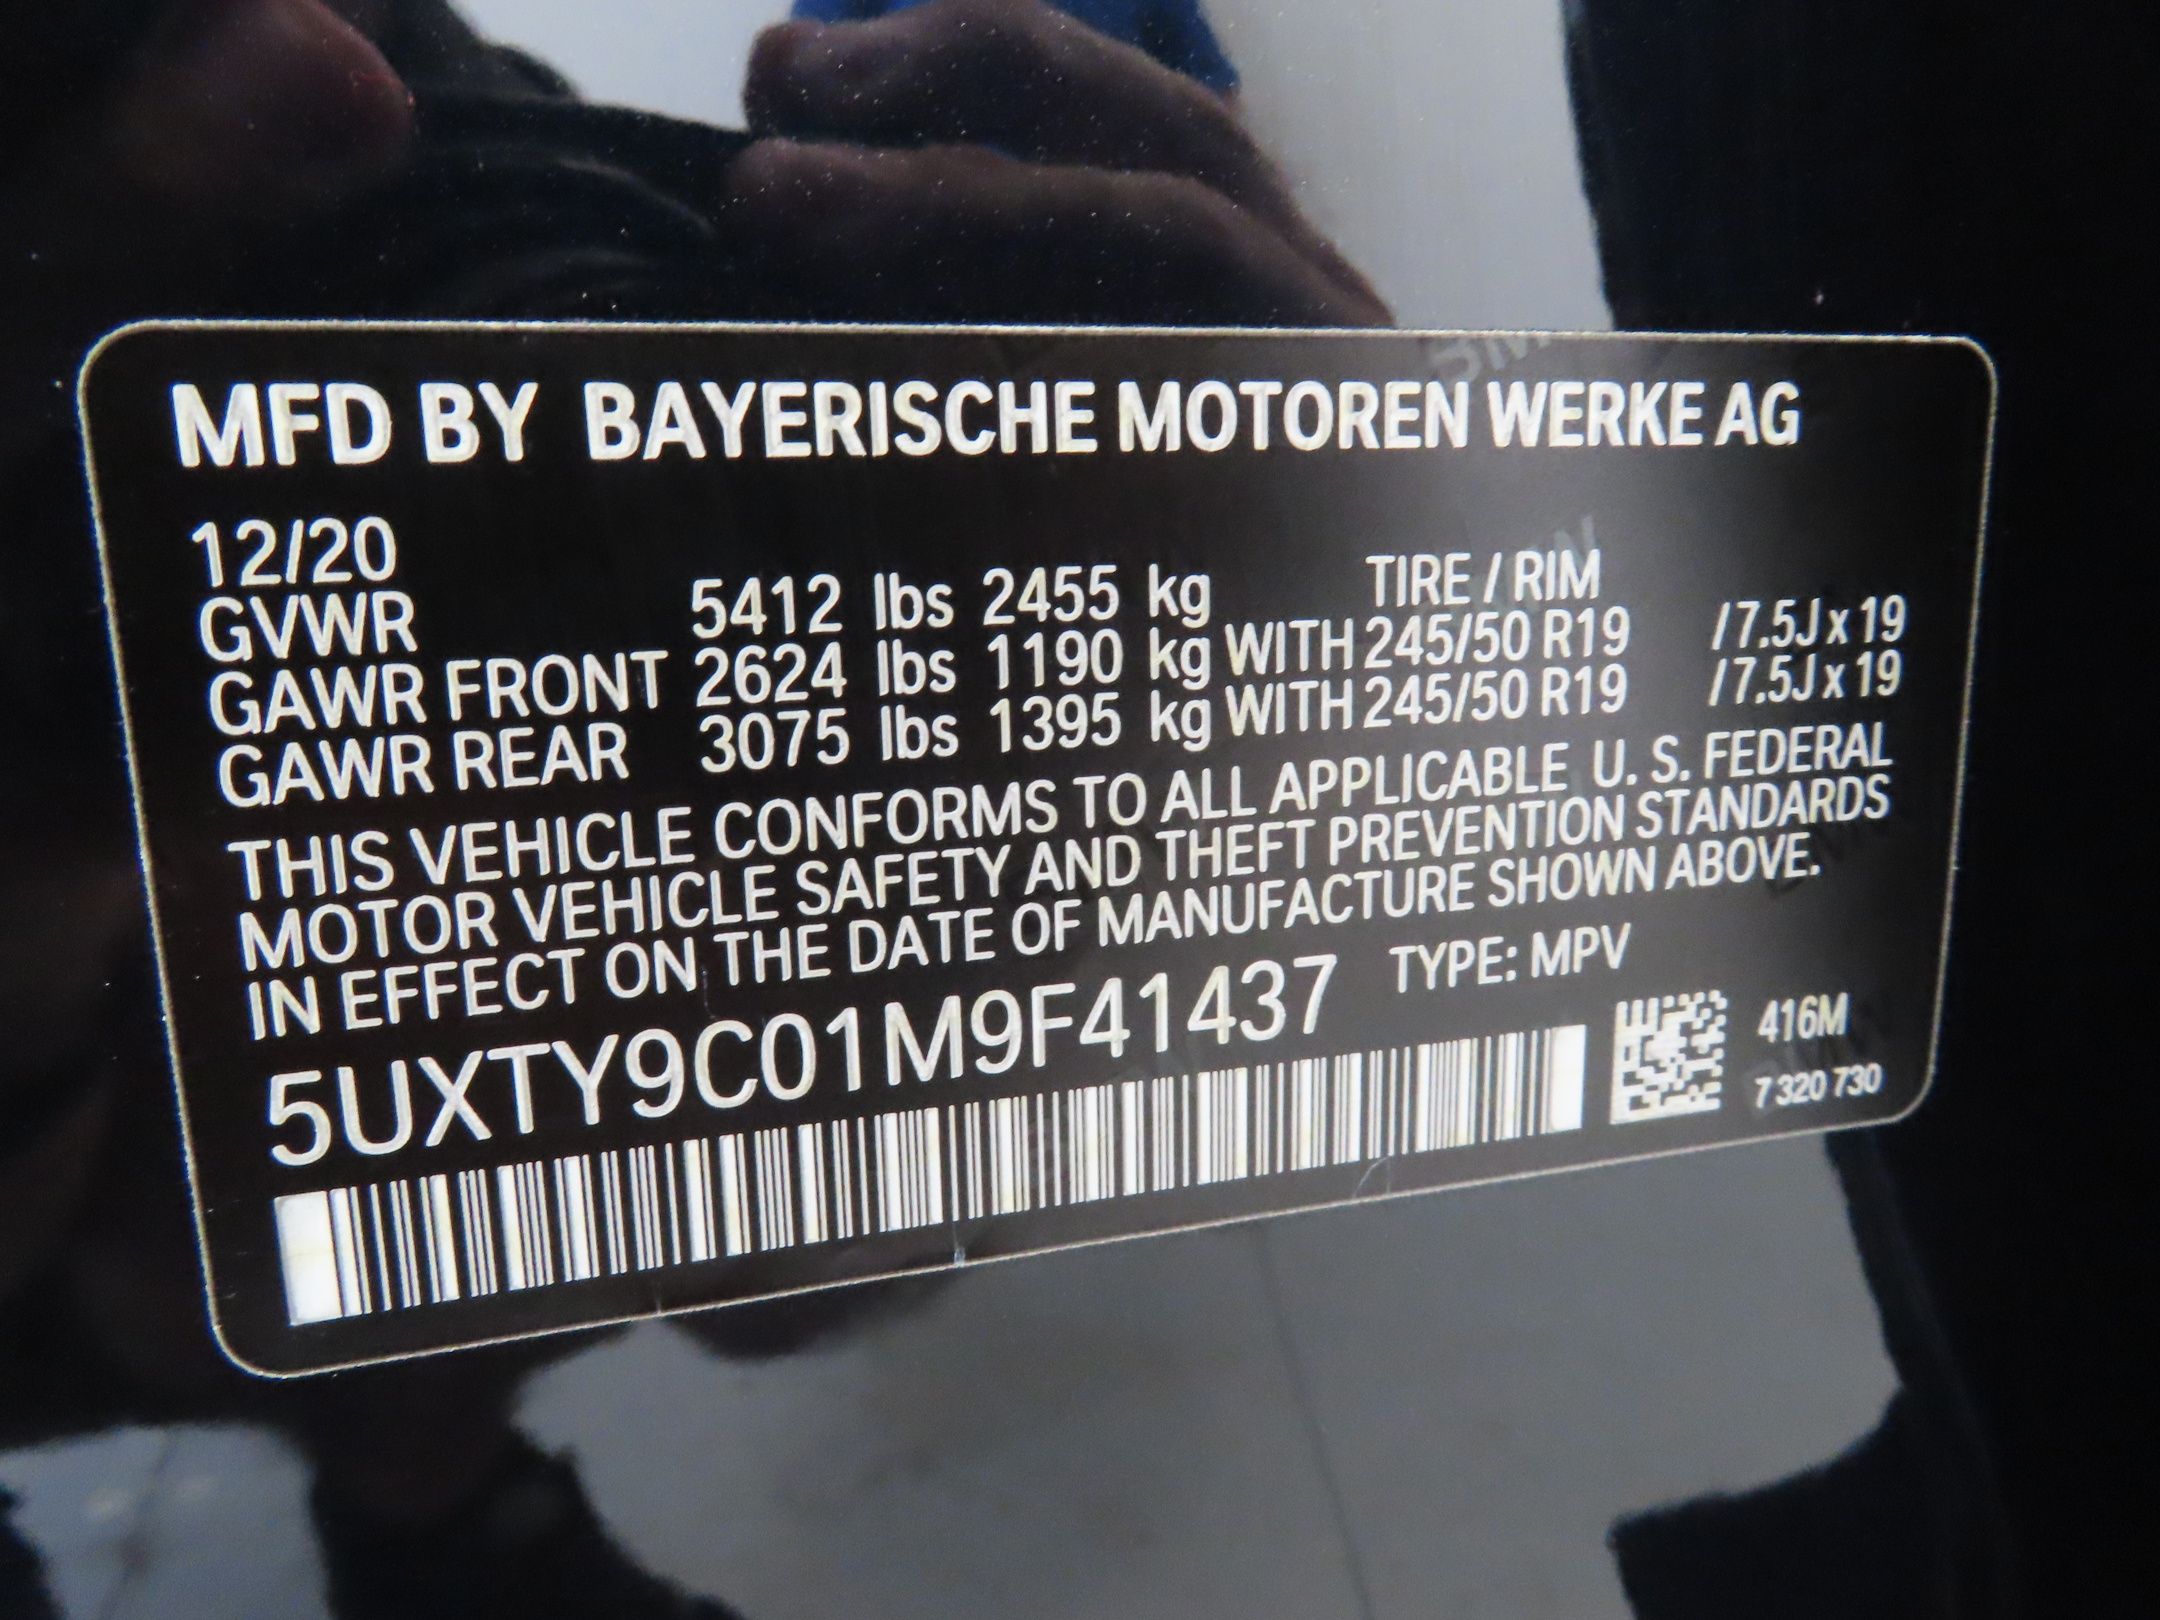 MFD BY BAYERISCHE MOTOREN WERKE AG
12/20
TIRE / RIM
GVWR 5412 lbs 2455 kg
GAWR FRONT 2624 lbs 1190 kg WITH 245/50 R19 / 7.5J x 19
GAWR REAR 3075 lbs 1395 kg WITH 245/50 R19 / 7.5J x 19
THIS VEHICLE CONFORMS TO ALL APPLICABLE U. S. FEDERAL
MOTOR VEHICLE SAFETY AND THEFT PREVENTION STANDARDS
IN EFFECT ON THE DATE OF MANUFACTURE SHOWN ABOVE.
5UXTY9C01M9F41437 TYPE: MPV
416M
7 320 730